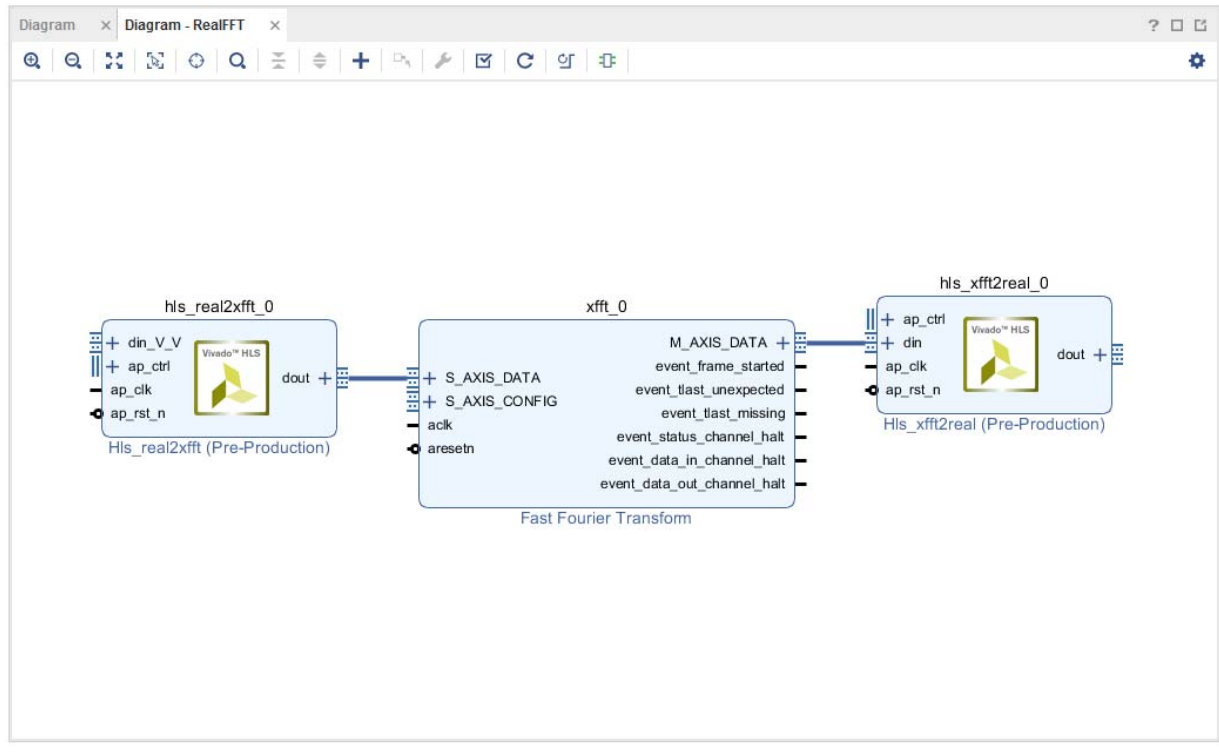 Diagram
Diagram - RealFFT
hls_real2xfft_0
din_V_V
ap_ctrl
ap_clk
ap_rst_n
Vivado™ HLS
dout
Hls_real2xfft (Pre-Production)
xfft_0
S_AXIS_DATA
S_AXIS_CONFIG
aclk
aresetn
M_AXIS_DATA
event_frame_started
event_tlast_unexpected
event_tlast_missing
event_status_channel_halt
event_data_in_channel_halt
event_data_out_channel_halt
Fast Fourier Transform
hls_xfft2real_0
ap_ctrl
din
ap_clk
ap_rst_n
Vivado™ HLS
dout
Hls_xfft2real (Pre-Production)